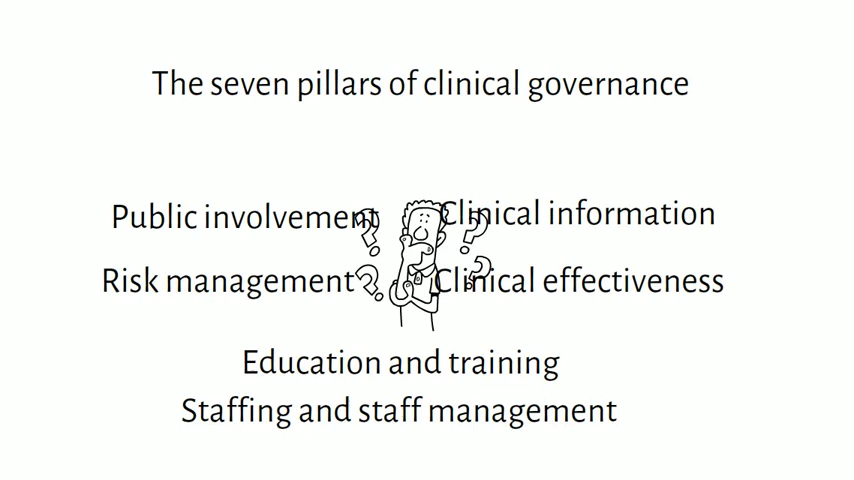 The seven pillars of clinical governance
Public involvement
Clinical information
Risk management
Clinical effectiveness
Education and training
Staffing and staff management